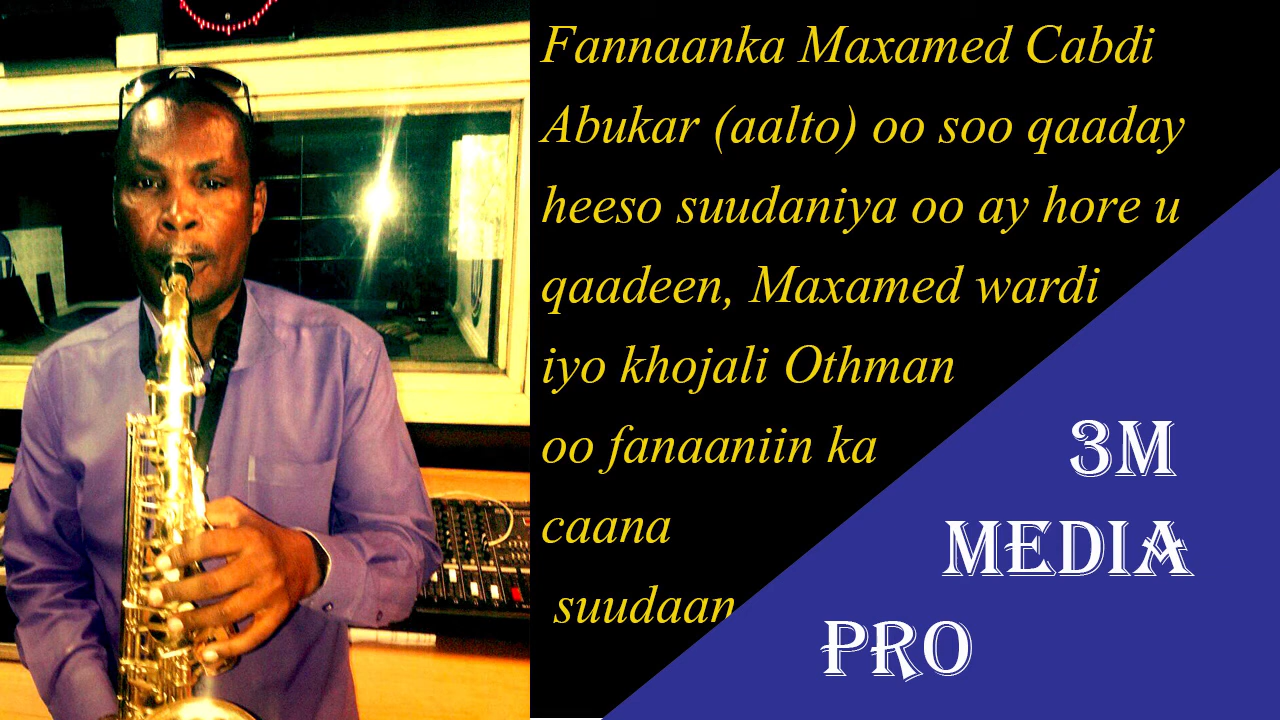 Fannaanka Maxamed Cabdi
Abukar (aalto) oo soo qaaday
heeso suudaniya oo ay hore u
qaadeen, Maxamed wardi
iyo khojali Othman
oo fanaaniin ka
caana
suudaan
3M
MEDIA
PRO